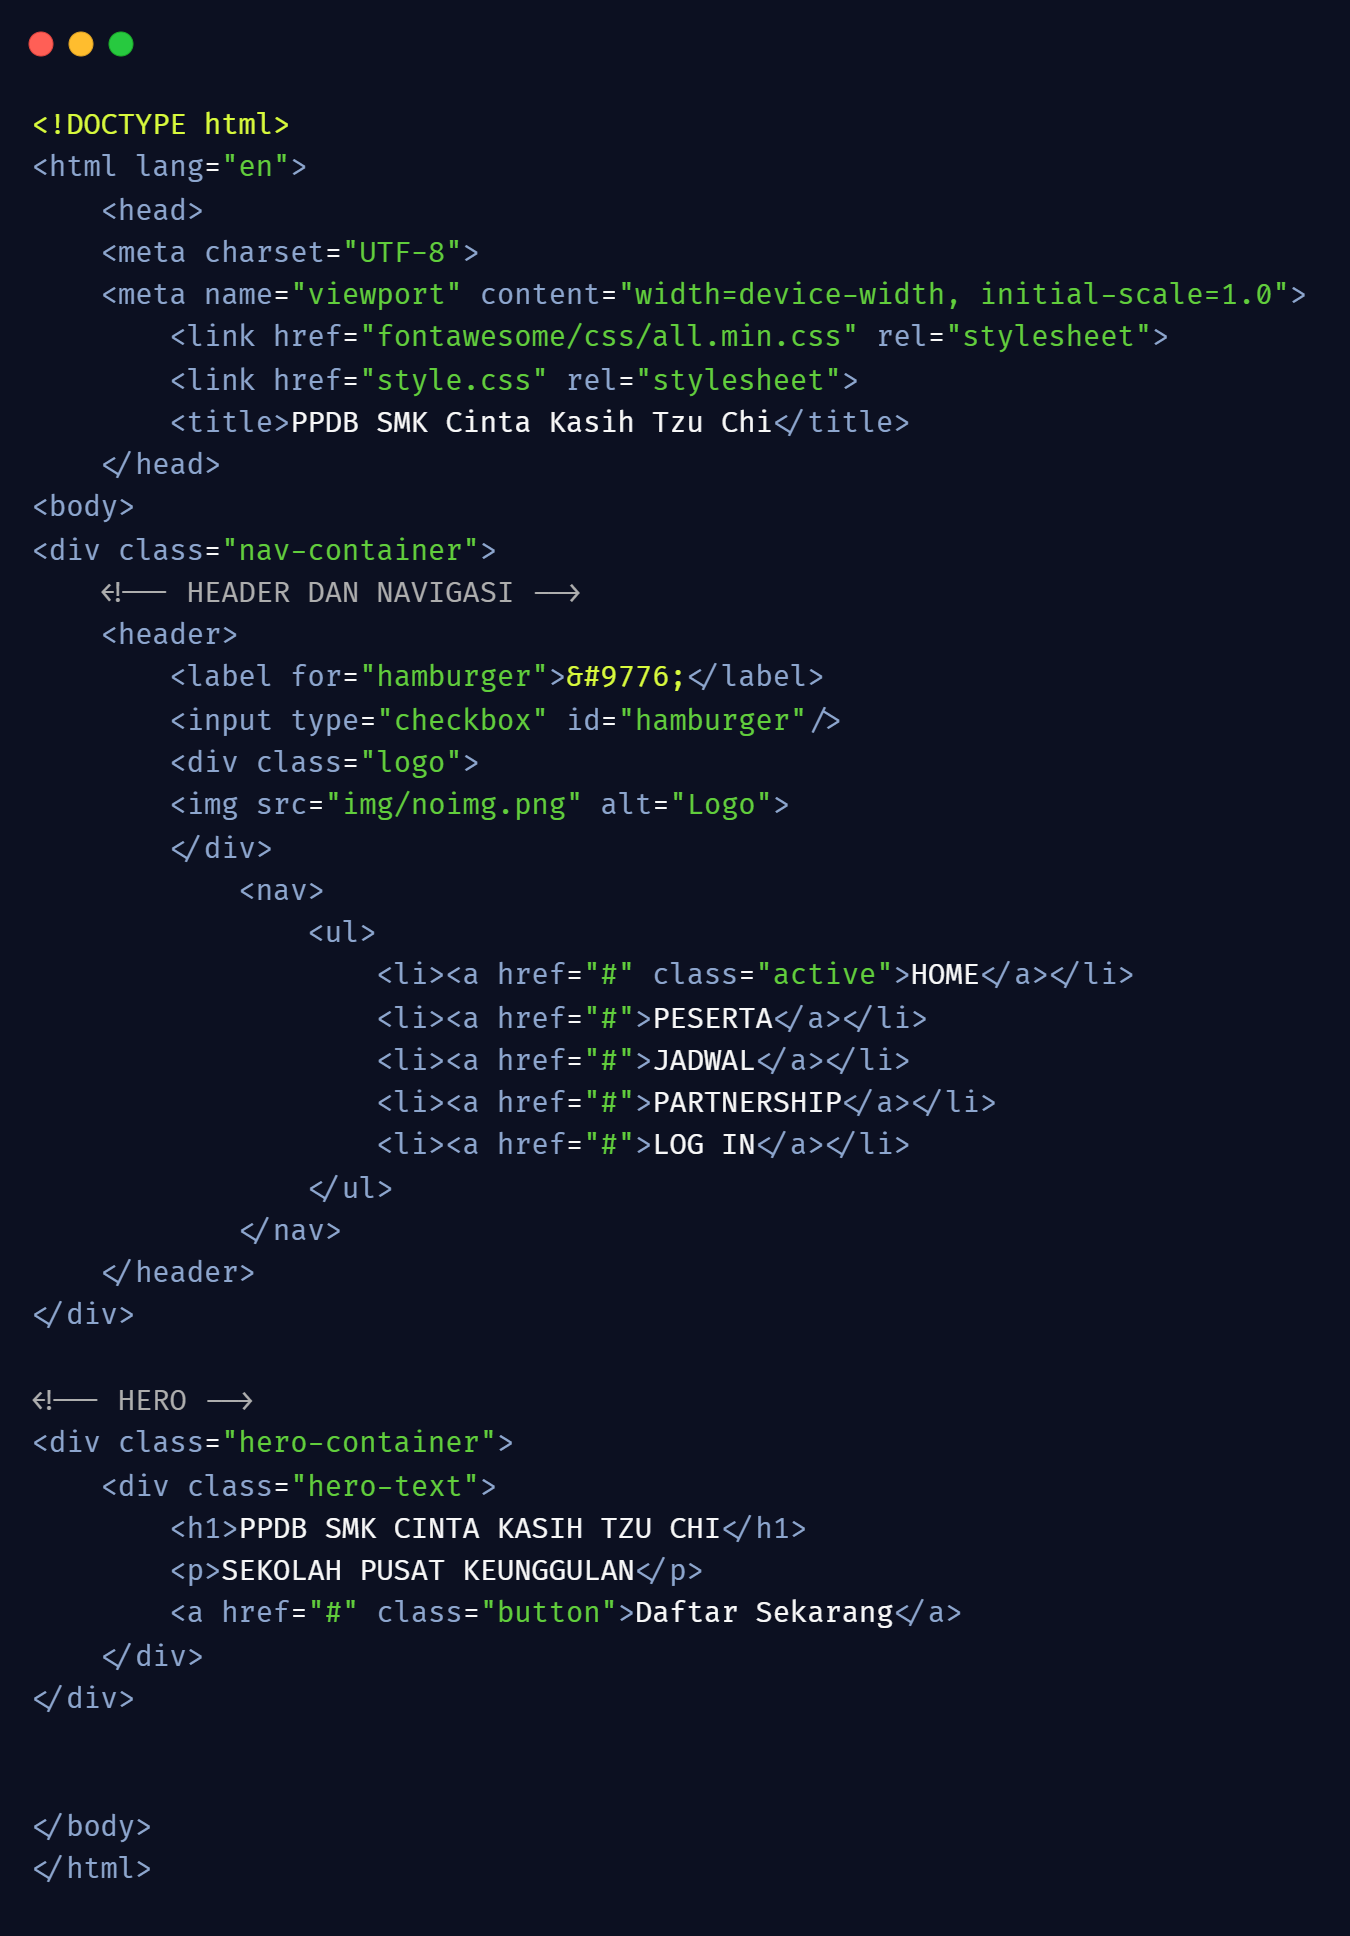 <!DOCTYPE html>
<html lang="en">
    <head>
    <meta charset="UTF-8">
    <meta name="viewport" content="width=device-width, initial-scale=1.0">
        <link href="fontawesome/css/all.min.css" rel="stylesheet">
        <link href="style.css" rel="stylesheet">
        <title>PPDB SMK Cinta Kasih Tzu Chi</title>
    </head>
<body>
<div class="nav-container">
    <!-- HEADER DAN NAVIGASI -->
    <header>
        <label for="hamburger">&#9776;</label>
        <input type="checkbox" id="hamburger"/>
        <div class="logo">
        <img src="img/noimg.png" alt="Logo">
        </div>
            <nav>
                <ul>
                    <li><a href="#" class="active">HOME</a></li>
                    <li><a href="#">PESERTA</a></li>
                    <li><a href="#">JADWAL</a></li>
                    <li><a href="#">PARTNERSHIP</a></li>
                    <li><a href="#">LOG IN</a></li>
                </ul>
            </nav>
    </header>
</div>

<!-- HERO -->
<div class="hero-container">
    <div class="hero-text">
        <h1>PPDB SMK CINTA KASIH TZU CHI</h1>
        <p>SEKOLAH PUSAT KEUNGGULAN</p>
        <a href="#" class="button">Daftar Sekarang</a>
    </div>
</div>


</body>
</html>